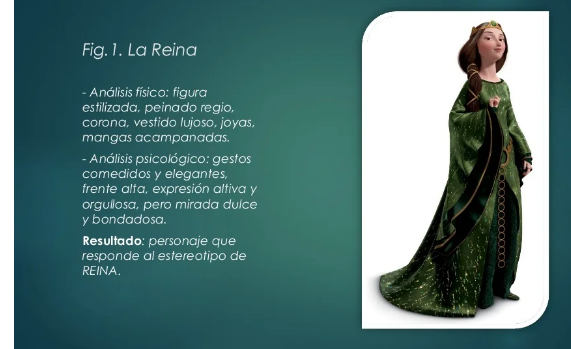 Fig.1. La Reina
- Análisis físico: figura
estilizada, peinado regio,
corona, vestido lujoso, joyas,
mangas acampanadas.
- Análisis psicológico: gestos
comedidos y elegantes,
frente alta, expresión altiva y
orgullosa, pero mirada dulce
y bondadosa.
Resultado: personaje que
responde al estereotipo de
REINA.